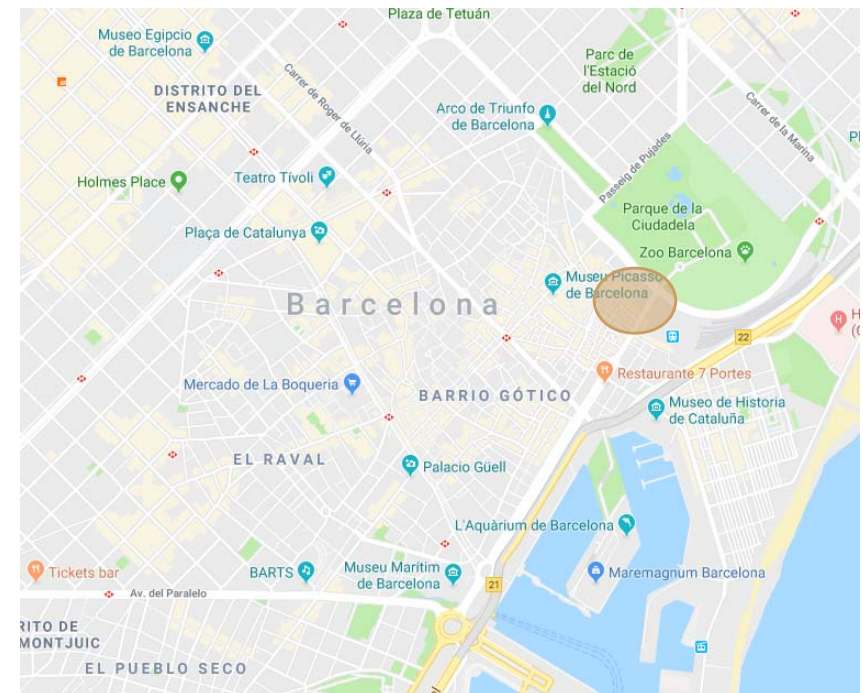 Plaza de Tetuán
Museo Egipcio
de Barcelona
Parc de
l'Estació
del Nord
DISTRITO DEL
ENSANCHE
Carrer de Roger de Llúria
Arco de Triunfo
de Barcelona
Carrer de la Marina
Pl
Passeig de Pujades
Holmes Place
Teatro Tívoli
Parque de la
Ciudadela
Plaça de Catalunya
Zoo Barcelona
Museu Picasso
de Barcelona
Barcelona
H
(C
22
Restaurante 7 Portes
Mercado de La Boqueria
BARRIO GÓTICO
Museo de Historia
de Cataluña
EL RAVAL
Palacio Güell
L'Aquàrium de Barcelona
Tickets bar
BARTS
Museu Marítim
de Barcelona
Maremagnum Barcelona
21
Av. del Paralelo
RITO DE
MONTJUIC
EL PUEBLO SECO